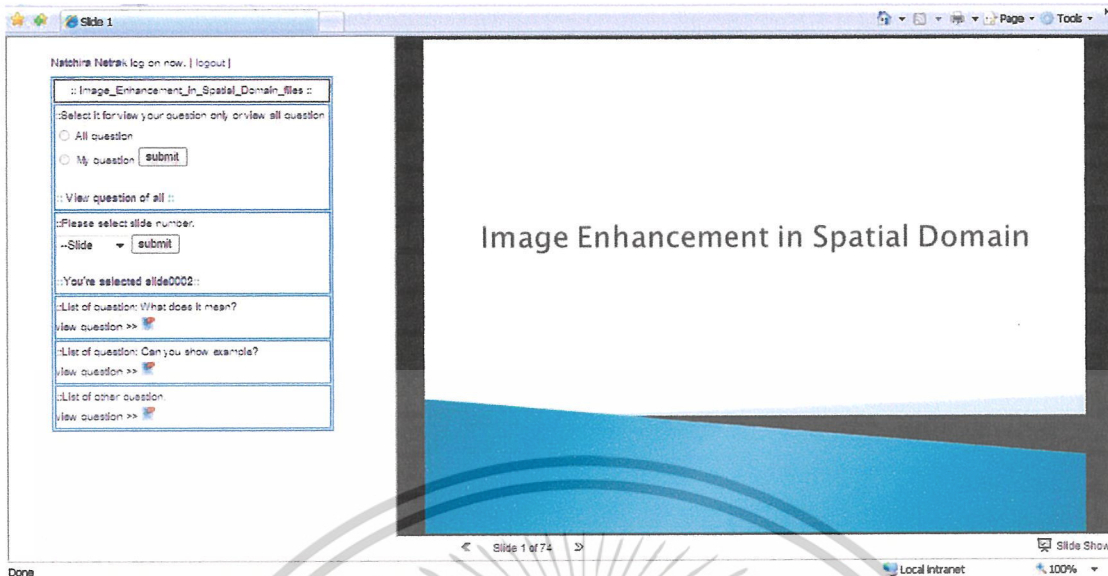 Slide 1
Page
Tools
Natchira Netrak log on now. | logout |
:: Image_Enhancement_in_Spatial_Domain_files ::
::Select it for view your question only or view all question
All question
My question submit
:: View question of all ::
::Please select slide number.
--Slide submit
::You're selected slide0002::
::List of question: What does it mean?
view question >>
::List of question: Can you show example?
view question >>
::List of other question.
view question >>
Image Enhancement in Spatial Domain
Slide 1 of 74
Slide Show
Done
Local intranet
100%